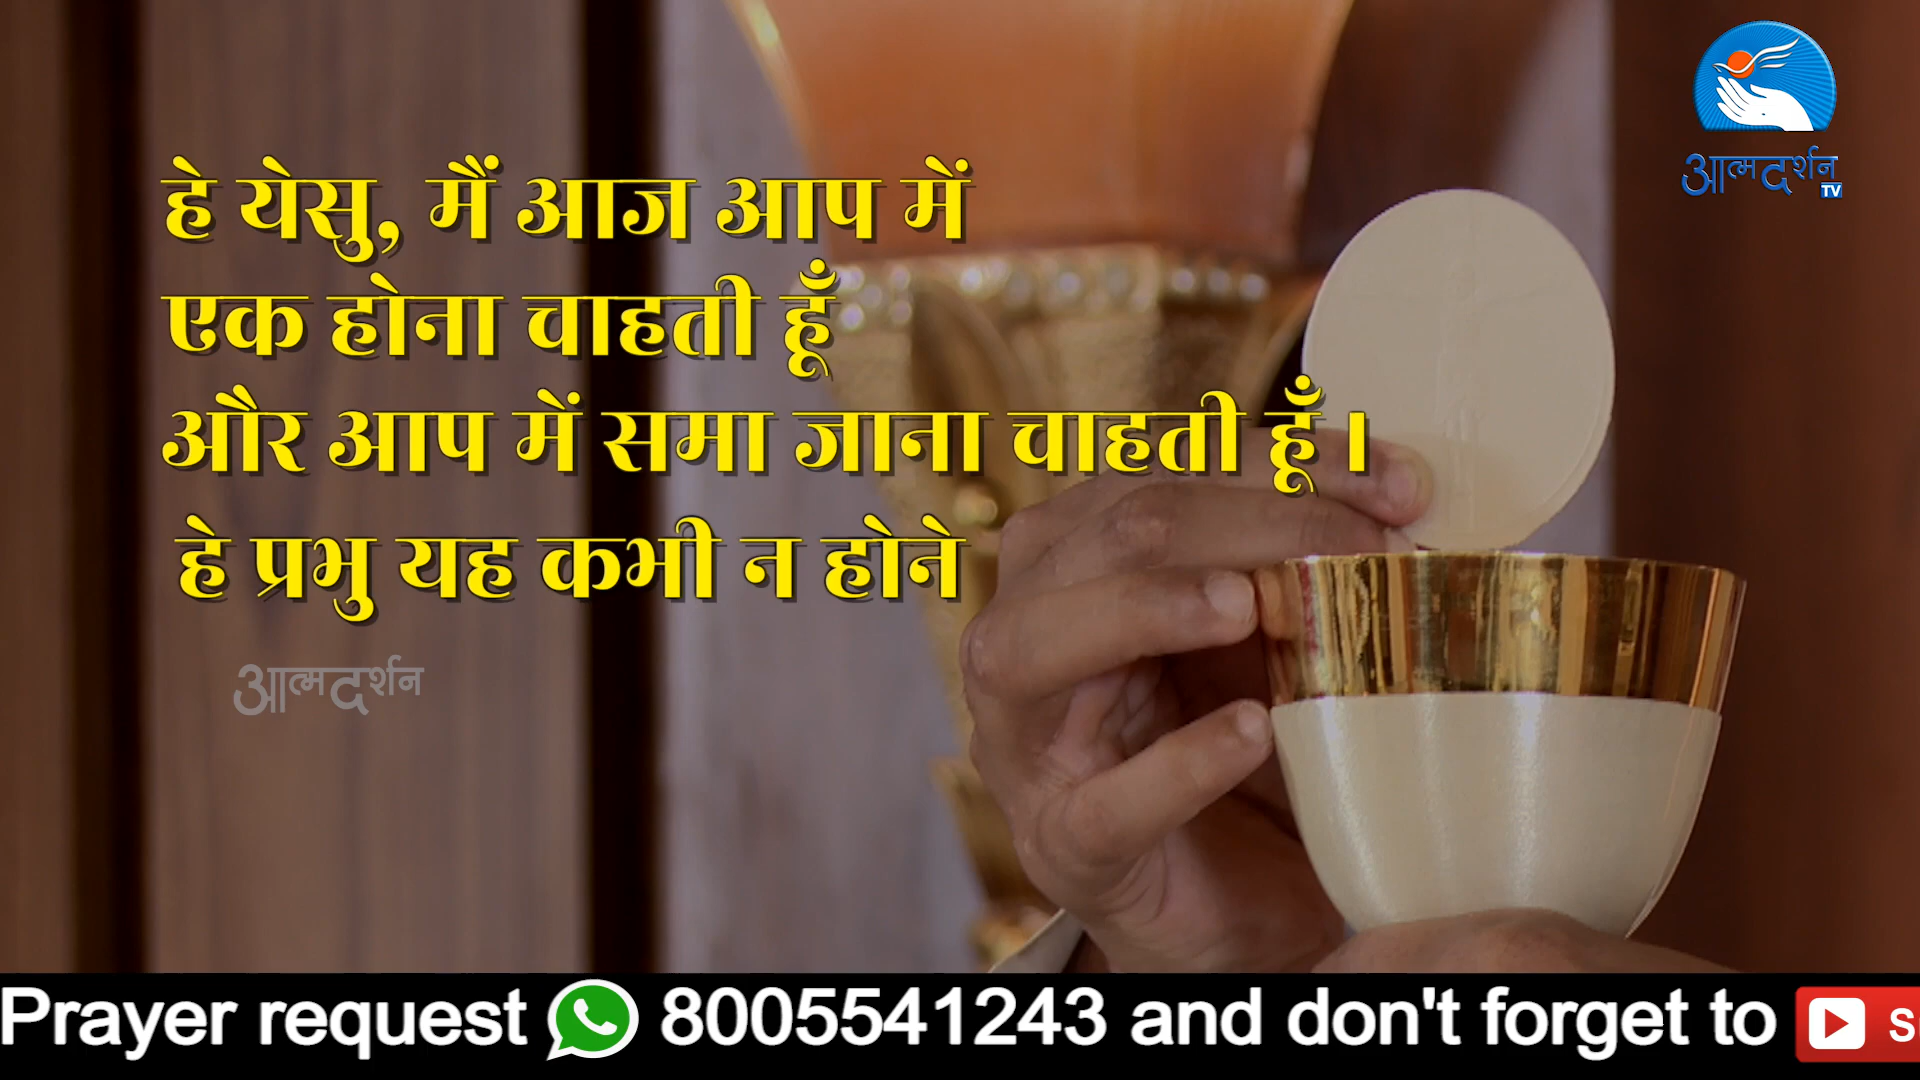 आत्मदर्शन
TV
हे येसु, मैं आज आप में
एक होना चाहती हूँ
और आप में समा जाना चाहती हूँ।
हे प्रभु यह कभी न होने
आत्मदर्शन
Prayer request 8005541243 and don't forget to